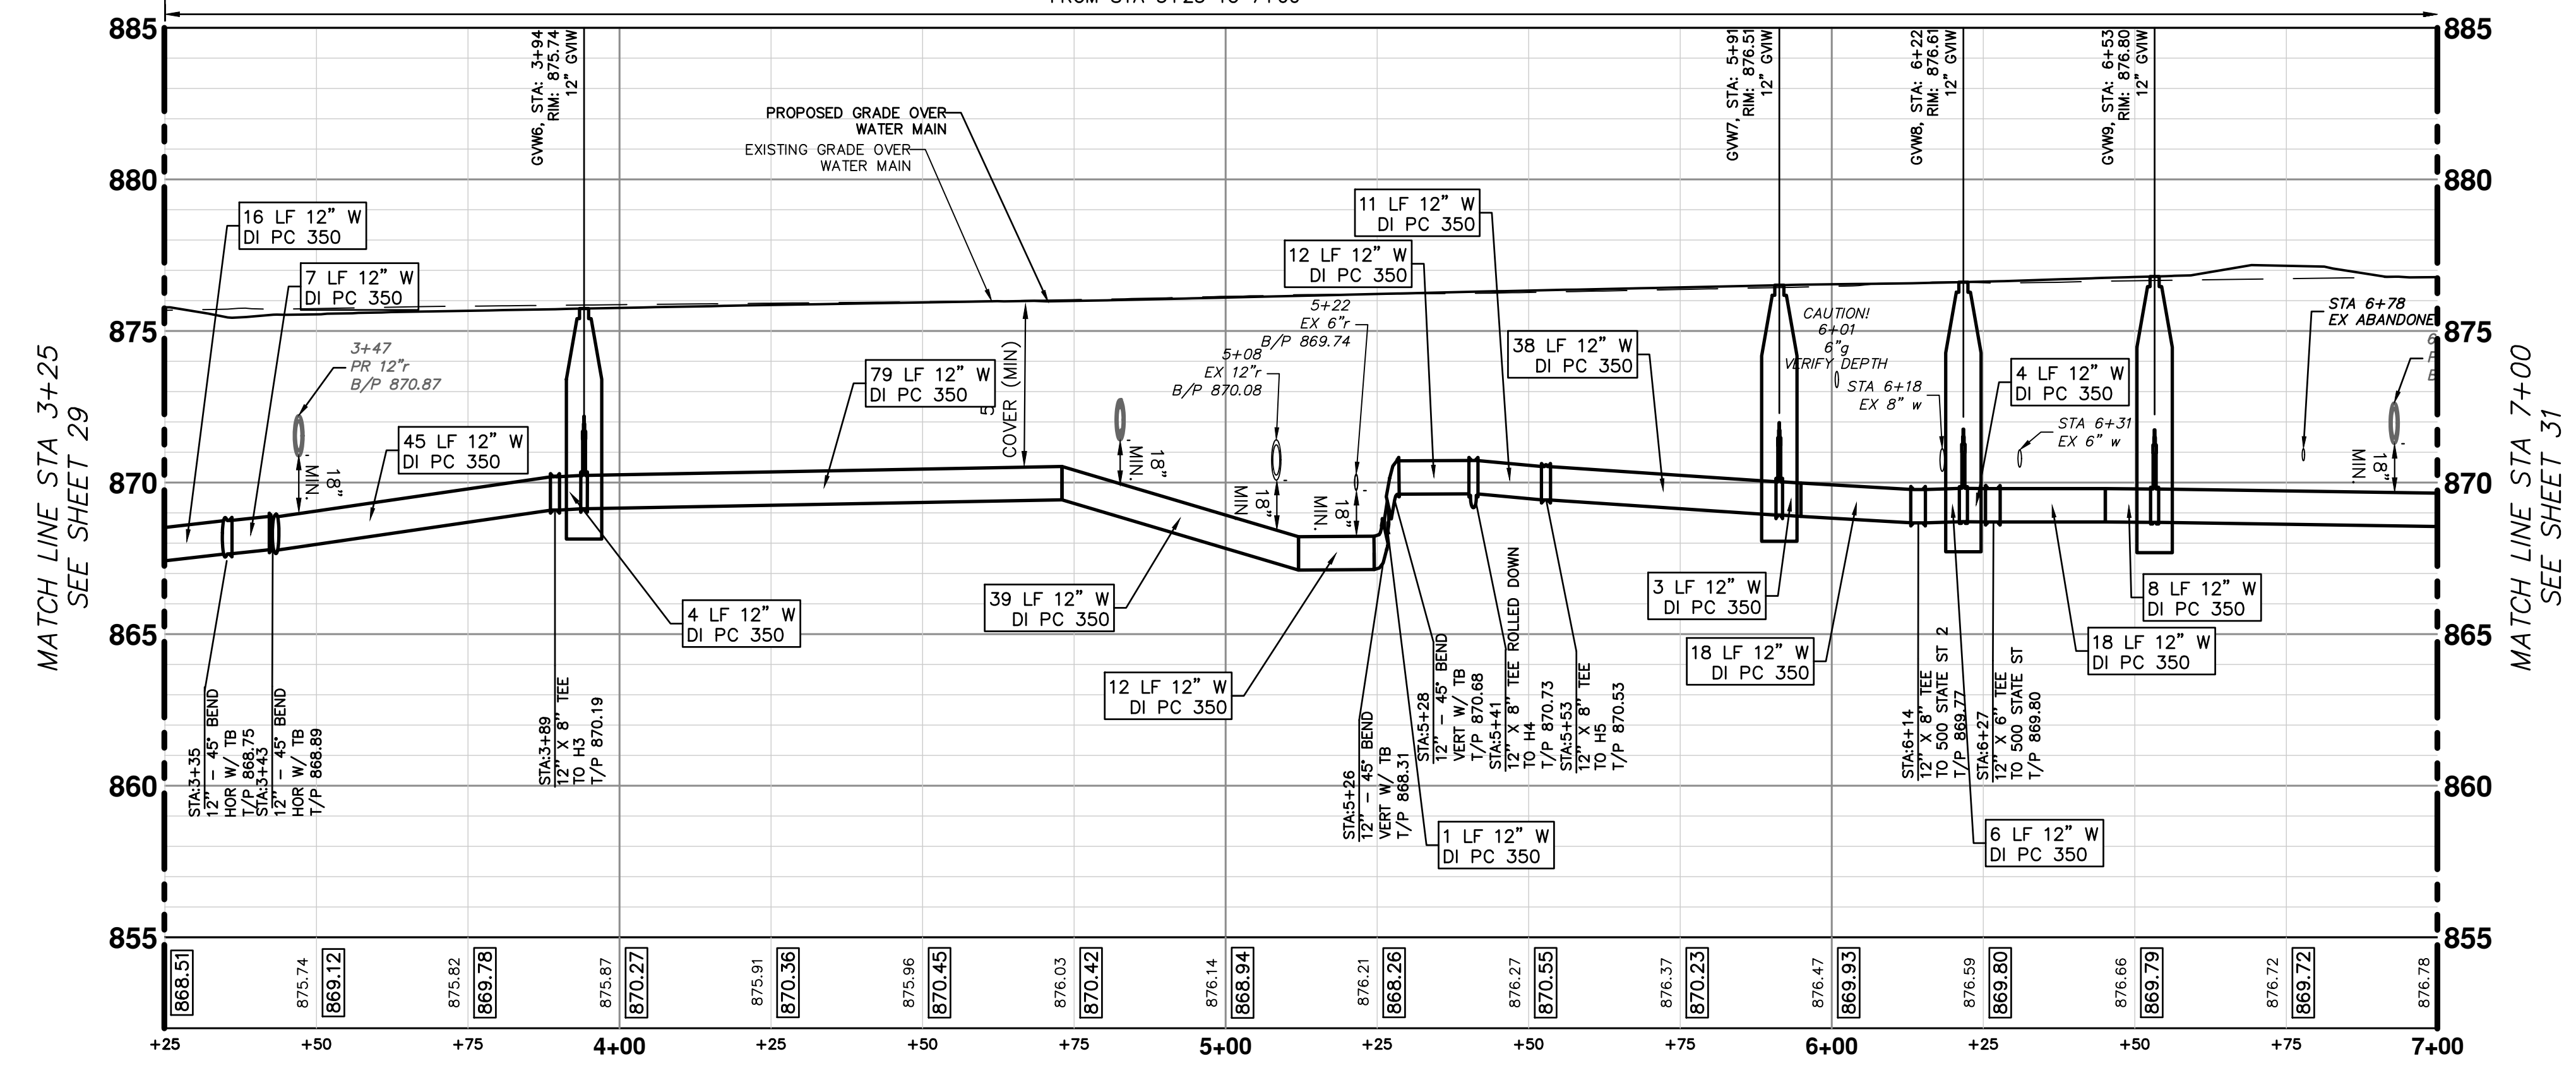 885
880
875
870
865
860
855
MATCH LINE STA 3+25
SEE SHEET 29
GVW6, STA: 3+94
RIM: 875.74
12" GVIW
PROPOSED GRADE OVER
WATER MAIN
EXISTING GRADE OVER
WATER MAIN
GVW7, STA: 5+91
RIM: 876.51
12" GVIW
GVW8, STA: 6+22
RIM: 876.61
12" GVIW
GVW9, STA: 6+53
RIM: 876.80
12" GVIW
16 LF 12" W
DI PC 350
7 LF 12" W
DI PC 350
3+47
PR 12"r
B/P 870.87
18"
MIN.
45 LF 12" W
DI PC 350
79 LF 12" W
DI PC 350
COVER (MIN)
18"
MIN.
5+08
EX 12"r
B/P 870.08
18"
MIN
5+22
EX 6"r
B/P 869.74
18"
MIN.
12 LF 12" W
DI PC 350
11 LF 12" W
DI PC 350
38 LF 12" W
DI PC 350
CAUTION!
6+01
6"g
VERIFY DEPTH
STA 6+18
EX 8" w
4 LF 12" W
DI PC 350
STA 6+31
EX 6" w
STA 6+78
EX ABANDONE
18"
MIN.
4 LF 12" W
DI PC 350
39 LF 12" W
DI PC 350
12 LF 12" W
DI PC 350
1 LF 12" W
DI PC 350
3 LF 12" W
DI PC 350
18 LF 12" W
DI PC 350
6 LF 12" W
DI PC 350
18 LF 12" W
DI PC 350
8 LF 12" W
DI PC 350
STA:3+35
12" - 45° BEND
HOR W/ TB
T/P 868.75
STA:3+43
12" - 45° BEND
HOR W/ TB
T/P 868.89
STA:3+89
12" X 8" TEE
TO H3
T/P 870.19
STA:5+26
12" - 45° BEND
VERT W/ TB
T/P 868.31
STA:5+28
12" - 45° BEND
VERT W/ TB
T/P 870.68
STA:5+41
12" X 8" TEE ROLLED DOWN
TO H4
T/P 870.73
STA:5+53
12" X 8" TEE
TO H5
T/P 870.53
STA:6+14
12" X 8" TEE
TO 500 STATE ST 2
T/P 869.77
STA:6+27
12" X 6" TEE
TO 500 STATE ST
T/P 869.80
885
880
875
870
865
860
855
MATCH LINE STA 7+00
SEE SHEET 31
868.51
875.74
869.12
875.82
869.78
875.87
870.27
875.91
870.36
875.96
870.45
876.03
870.42
876.14
868.94
876.21
868.26
876.27
870.55
876.37
870.23
876.47
869.93
876.59
869.80
876.66
869.79
876.72
869.72
876.78
+25
+50
+75
4+00
+25
+50
+75
5+00
+25
+50
+75
6+00
+25
+50
+75
7+00